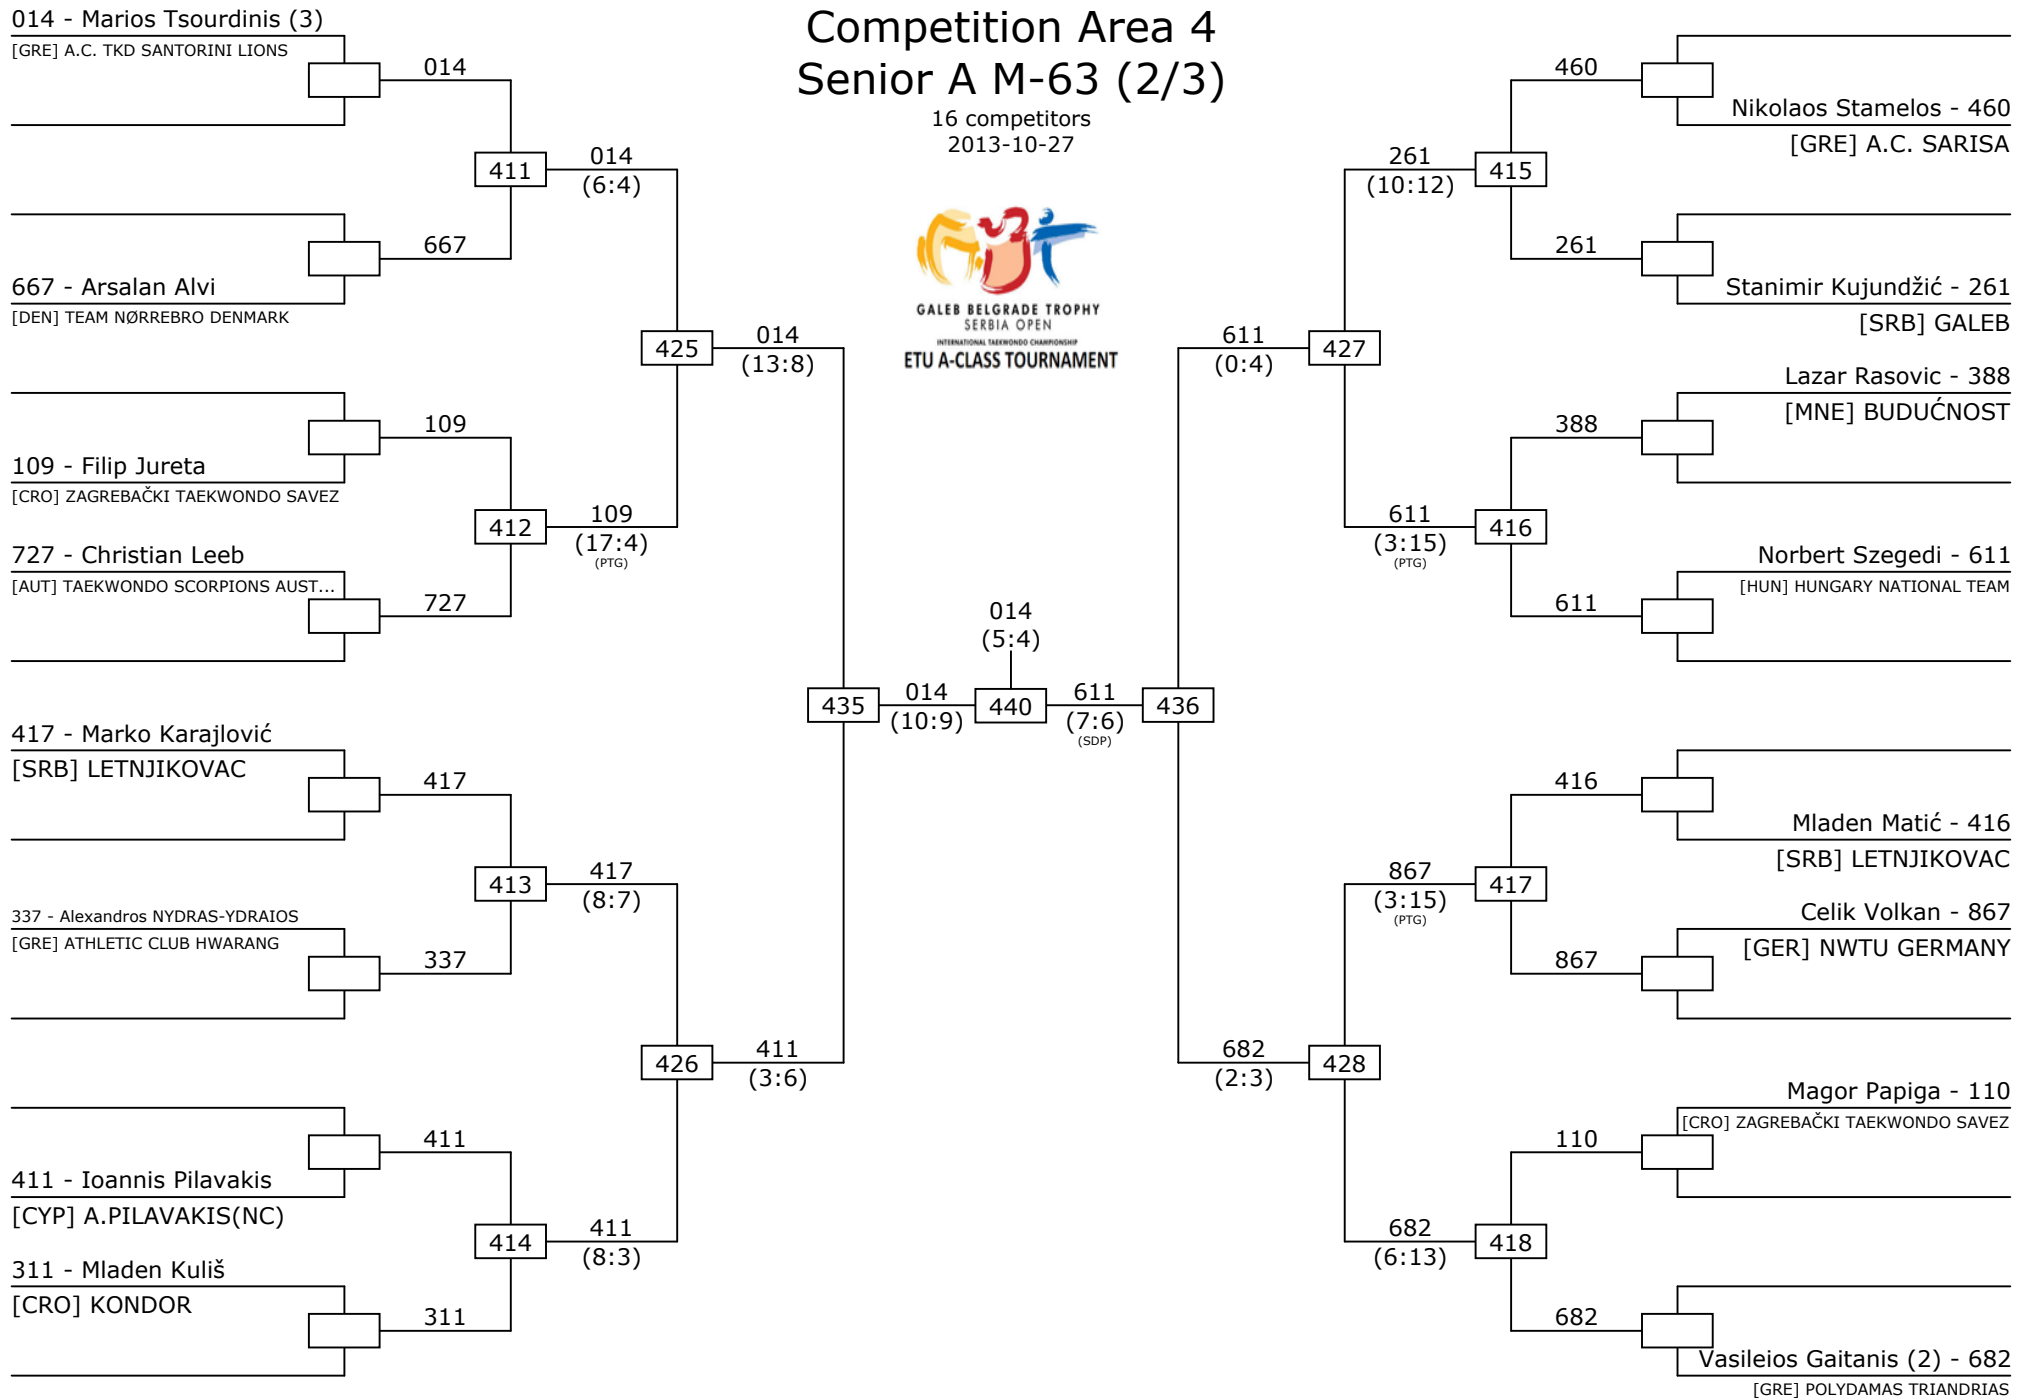 Competition Area 4
Senior A M-63 (2/3)
16 competitors
2013-10-27
GALEB BELGRADE TROPHY
SERBIA OPEN
INTERNATIONAL TAEKWONDO CHAMPIONSHIP
ETU A-CLASS TOURNAMENT
014 - Marios Tsourdinis (3)
[GRE] A.C. TKD SANTORINI LIONS
014
411
014
(6:4)
667
667 - Arsalan Alvi
[DEN] TEAM NØRREBRO DENMARK
425
014
(13:8)
109
109 - Filip Jureta
[CRO] ZAGREBAČKI TAEKWONDO SAVEZ
412
109
(17:4)
(PTG)
727 - Christian Leeb
[AUT] TAEKWONDO SCORPIONS AUST...
727
435
014
(10:9)
417 - Marko Karajlović
[SRB] LETNJIKOVAC
417
413
417
(8:7)
337 - Alexandros NYDRAS-YDRAIOS
[GRE] ATHLETIC CLUB HWARANG
337
426
411
(3:6)
411
411 - Ioannis Pilavakis
[CYP] A.PILAVAKIS(NC)
414
411
(8:3)
311 - Mladen Kuliš
[CRO] KONDOR
311
014
(5:4)
440
611
(7:6)
(SDP)
436
460
Nikolaos Stamelos - 460
[GRE] A.C. SARISA
261
(10:12)
415
261
Stanimir Kujundžić - 261
[SRB] GALEB
611
(0:4)
427
Lazar Rasovic - 388
[MNE] BUDUĆNOST
388
611
(3:15)
(PTG)
416
Norbert Szegedi - 611
[HUN] HUNGARY NATIONAL TEAM
611
416
Mladen Matić - 416
[SRB] LETNJIKOVAC
867
(3:15)
(PTG)
417
Celik Volkan - 867
[GER] NWTU GERMANY
867
682
(2:3)
428
Magor Papiga - 110
[CRO] ZAGREBAČKI TAEKWONDO SAVEZ
110
682
(6:13)
418
682
Vasileios Gaitanis (2) - 682
[GRE] POLYDAMAS TRIANDRIAS